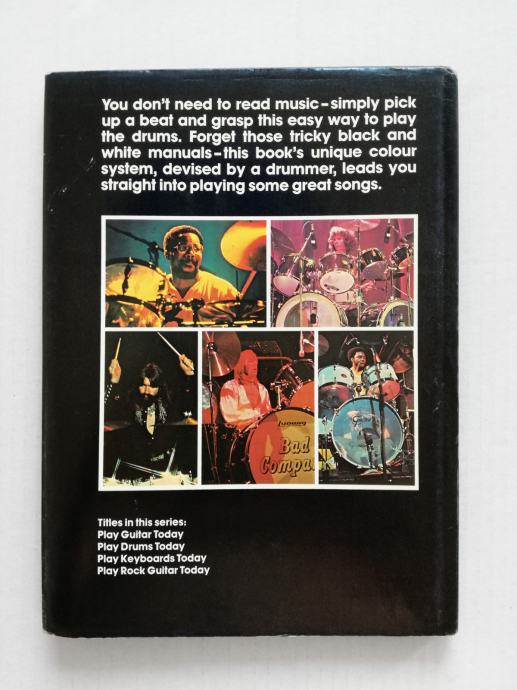 You don't need to read music–simply pick
up a beat and grasp this easy way to play
the drums. Forget those tricky black and
white manuals–this book's unique colour
system, devised by a drummer, leads you
straight into playing some great songs.
Ludwig
Bad
Compa
Titles in this series:
Play Guitar Today
Play Drums Today
Play Keyboards Today
Play Rock Guitar Today